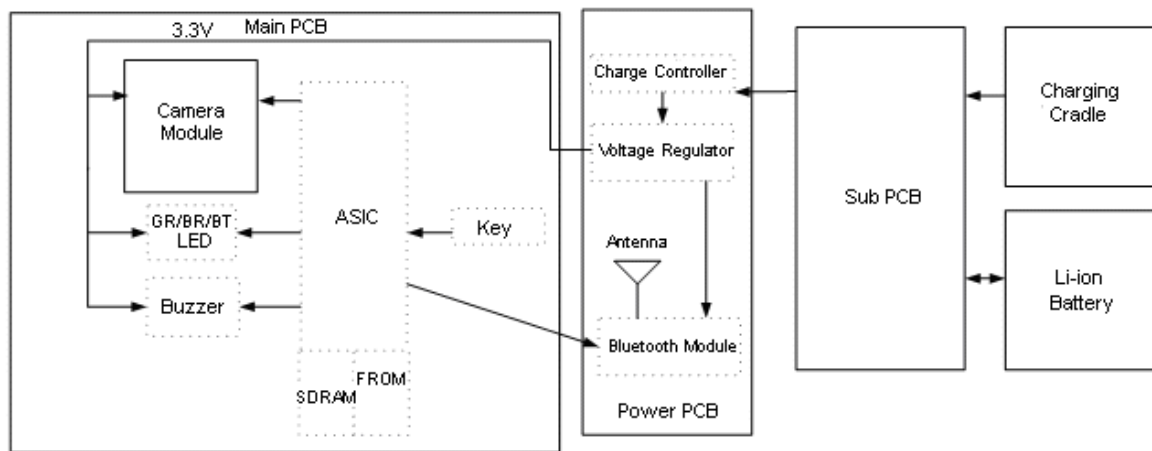 3.3V
Main PCB
Camera
Module
GR/BR/BT
LED
Buzzer
ASIC
Key
SDRAM
FROM
Charge Controller
Voltage Regulator
Antenna
Bluetooth Module
Power PCB
Sub PCB
Charging
Cradle
Li-ion
Battery